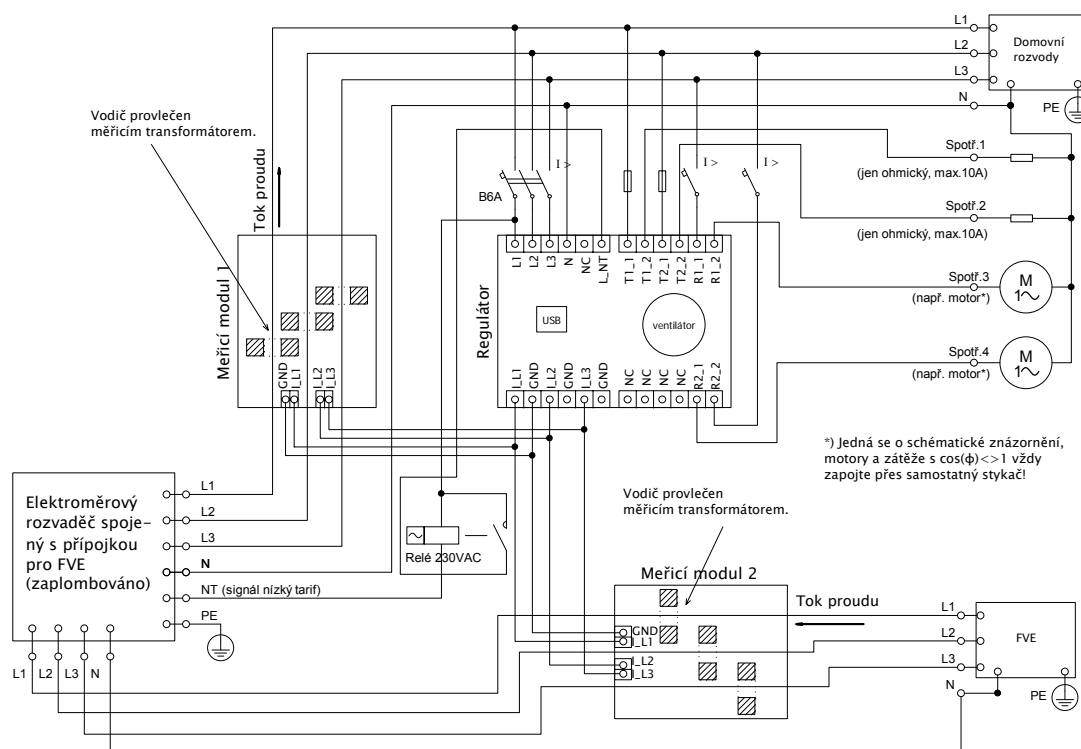 L1
L2
L3
N
Domovní
rozvody
PE
Vodič provlečen
měřicím transformátorem.
Tok proudu
I >
I >
I >
B6A
Spotř.1
(jen ohmický, max.10A)
Spotř.2
(jen ohmický, max.10A)
Spotř.3
(např. motor*)
M
1~
Spotř.4
(např. motor*)
M
1~
Meřicí modul 1
GND
I_L1
I_L2
I_L3
Regulátor
L1
L2
L3
N
NC
L_NT
T1_1
T1_2
T2_1
T2_2
R1_1
R1_2
USB
ventilátor
I_L1
GND
I_L2
GND
I_L3
GND
NC
NC
NC
NC
R2_1
R2_2
*) Jedná se o schématické znázornění,
motory a zátěže s cos(ϕ)<>1 vždy
zapojte přes samostatný stykač!
Elektroměrový
rozvaděč spoje-
ný s přípojkou
pro FVE
(zaplombováno)
L1
L2
L3
N
NT (signál nízký tarif)
PE
L1
L2
L3
N
Relé 230VAC
Vodič provlečen
měřicím transformátorem.
Meřicí modul 2
GND
I_L1
I_L2
I_L3
Tok proudu
L1
L2
L3
N
FVE
PE